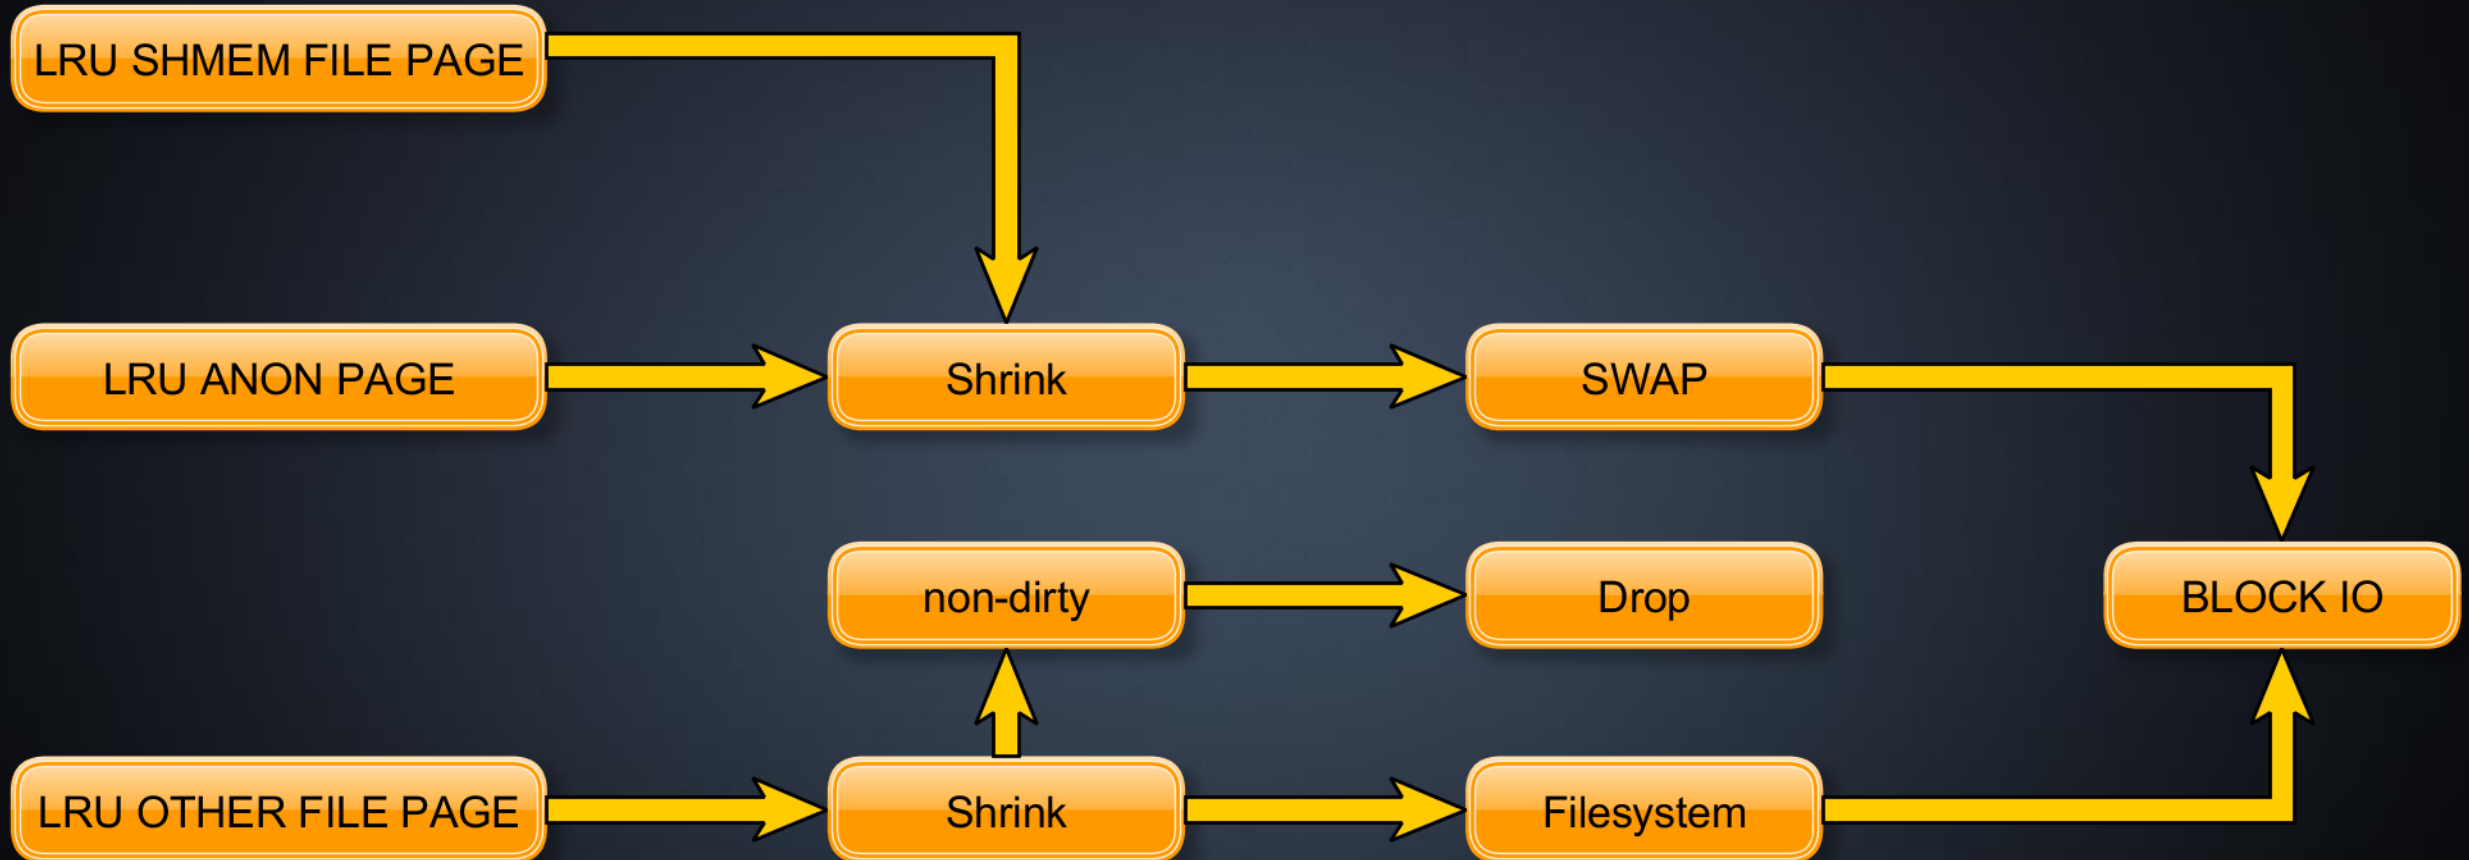 LRU SHMEM FILE PAGE
LRU ANON PAGE
Shrink
SWAP
non-dirty
Drop
BLOCK IO
LRU OTHER FILE PAGE
Shrink
Filesystem